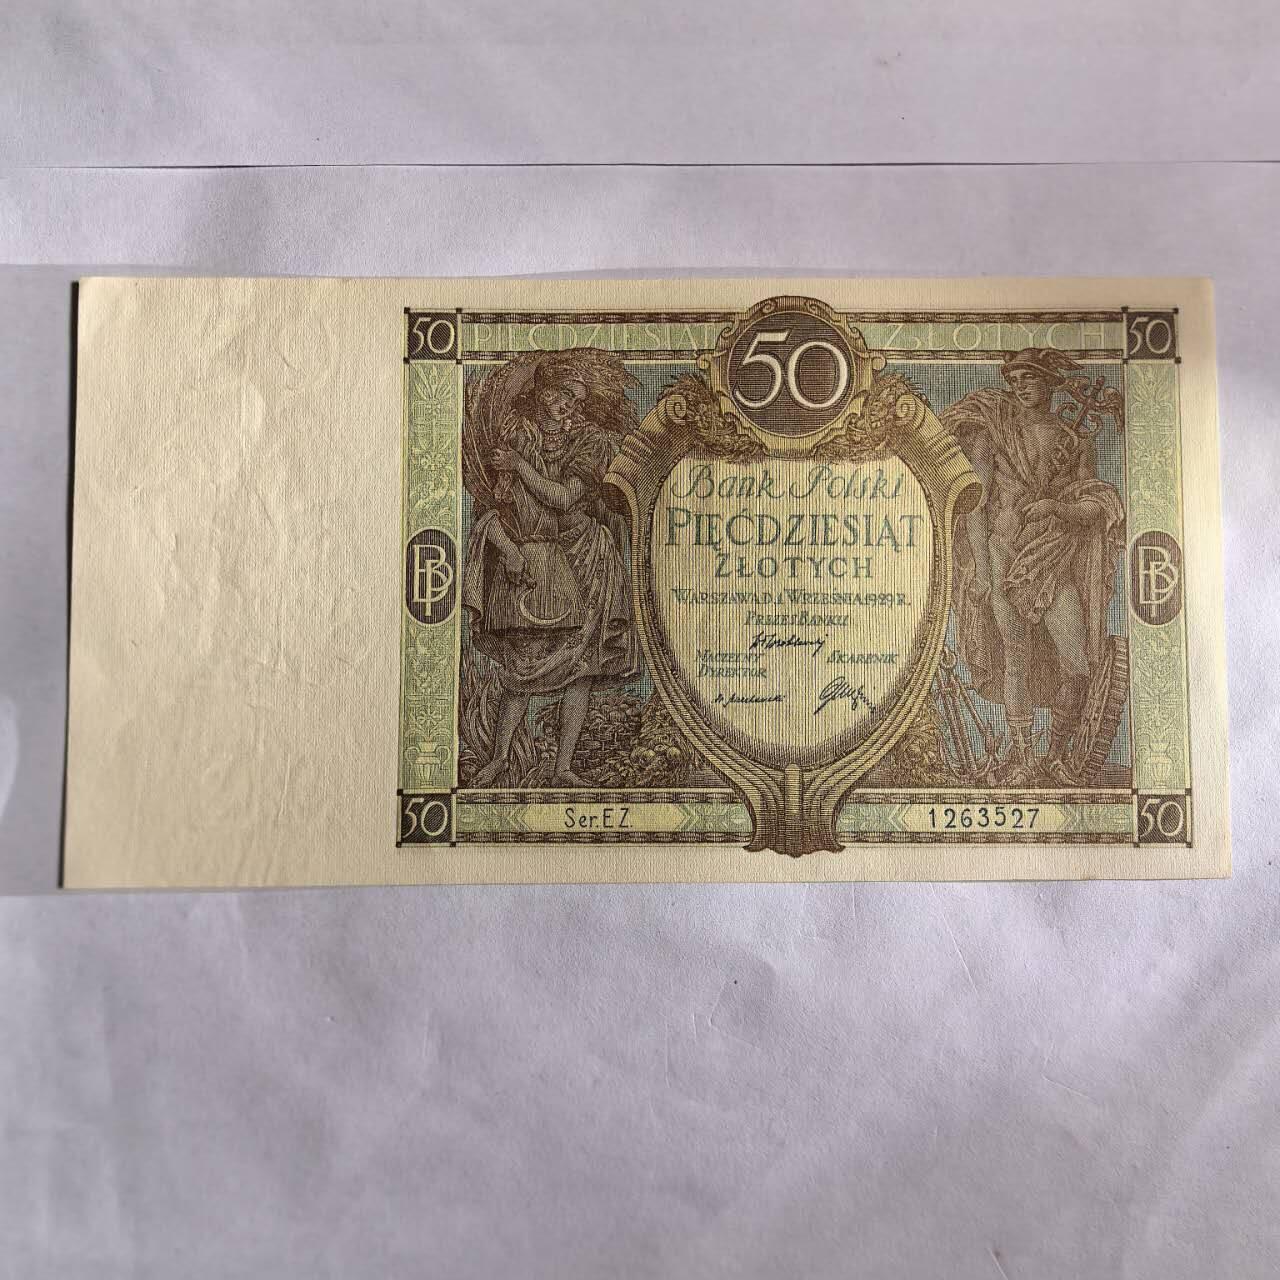 50 PIĘĆDZIESIĄT 50 ZŁOTYCH 50
Bank Polski
PIĘĆDZIESIĄT
ZŁOTYCH
WARSZAWA D. 1 WRZEŚNIA 1929 R.
PREZES BANKU
NACZELNY SKARBNIK
DYREKTOR
BP BP
50 Ser. E Z. 1263527 50